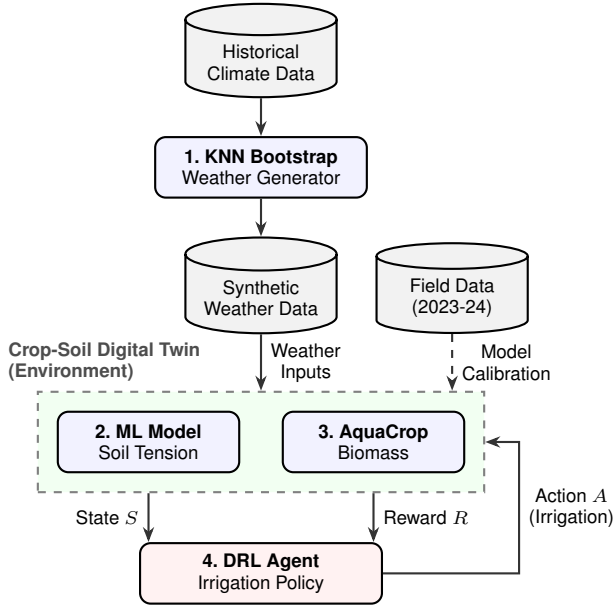 Historical
Climate Data
1. KNN Bootstrap
Weather Generator
Synthetic
Weather Data
Field Data
(2023-24)
Crop-Soil Digital Twin
(Environment)
Weather
Inputs
Model
Calibration
2. ML Model
Soil Tension
3. AquaCrop
Biomass
State S
Reward R
Action A
(Irrigation)
4. DRL Agent
Irrigation Policy